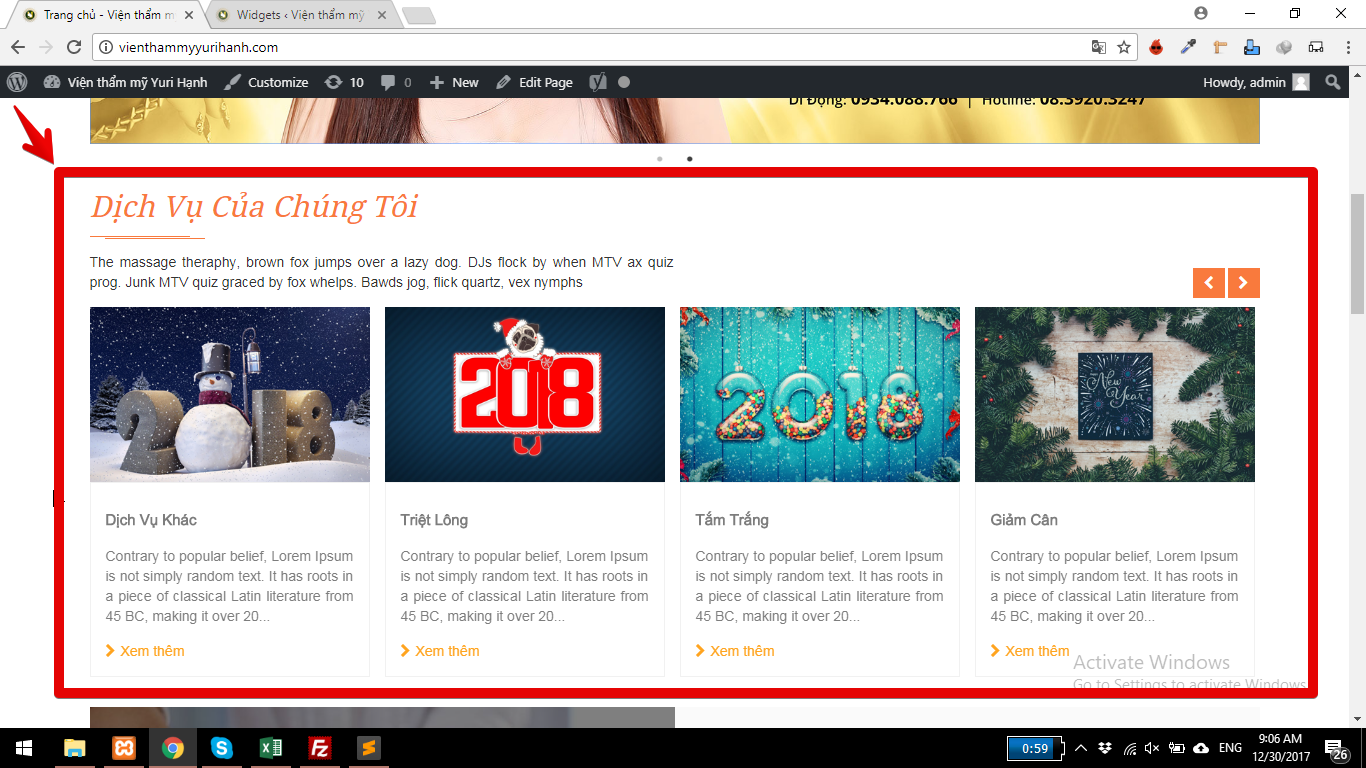 Trang chủ - Viện thẩm m
Widgets ‹ Viện thẩm mỹ
vienthammyyurihanh.com
Viện thẩm mỹ Yuri Hạnh
Customize
10
0
New
Edit Page
Howdy, admin
Di Động: 0934.088.766 | Hotline: 08.3920.3247
Dịch Vụ Của Chúng Tôi
The massage theraphy, brown fox jumps over a lazy dog. DJs flock by when MTV ax quiz
prog. Junk MTV quiz graced by fox whelps. Bawds jog, flick quartz, vex nymphs
2018
2018
2018
New
Year
Dịch Vụ Khác
Contrary to popular belief, Lorem Ipsum
is not simply random text. It has roots in
a piece of classical Latin literature from
45 BC, making it over 20...
Xem thêm
Triệt Lông
Contrary to popular belief, Lorem Ipsum
is not simply random text. It has roots in
a piece of classical Latin literature from
45 BC, making it over 20...
Xem thêm
Tắm Trắng
Contrary to popular belief, Lorem Ipsum
is not simply random text. It has roots in
a piece of classical Latin literature from
45 BC, making it over 20...
Xem thêm
Giảm Cân
Contrary to popular belief, Lorem Ipsum
is not simply random text. It has roots in
a piece of classical Latin literature from
45 BC, making it over 20...
Xem thêm
Activate Windows
Go to Settings to activate Windows
0:59
ENG
9:06 AM
12/30/2017
26